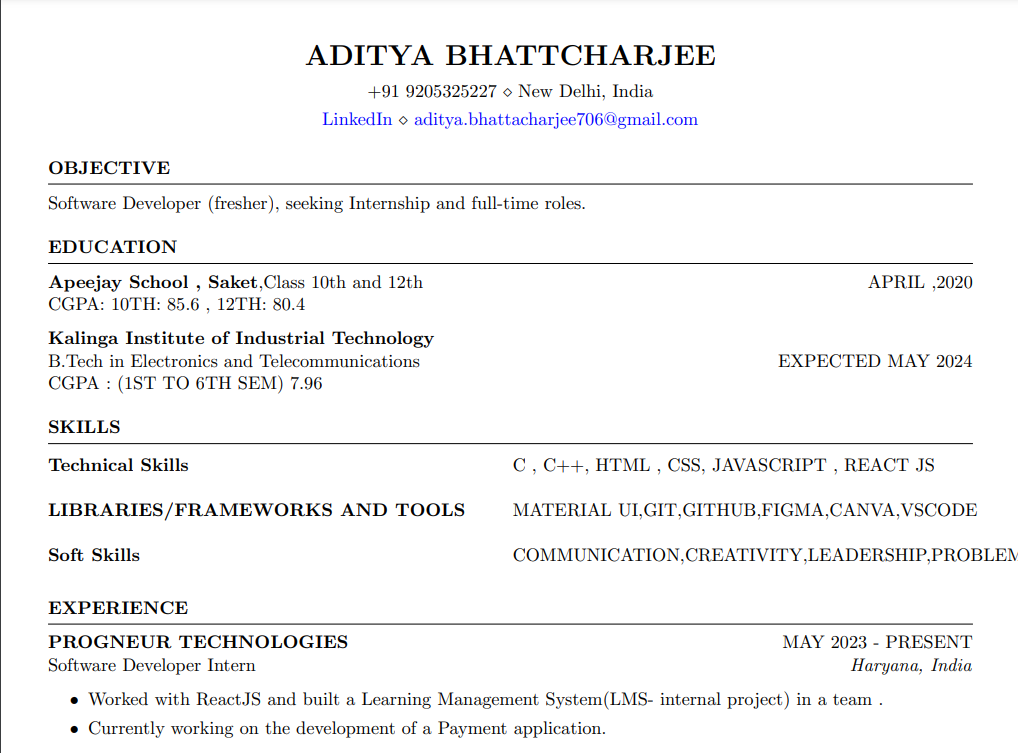 ADITYA BHATTCHARJEE
+91 9205325227 ⋄ New Delhi, India
LinkedIn ⋄ aditya.bhattacharjee706@gmail.com
OBJECTIVE
Software Developer (fresher), seeking Internship and full-time roles.
EDUCATION
Apeejay School , Saket,Class 10th and 12th APRIL ,2020
CGPA: 10TH: 85.6 , 12TH: 80.4
Kalinga Institute of Industrial Technology
B.Tech in Electronics and Telecommunications EXPECTED MAY 2024
CGPA : (1ST TO 6TH SEM) 7.96
SKILLS
Technical Skills C , C++, HTML , CSS, JAVASCRIPT , REACT JS
LIBRARIES/FRAMEWORKS AND TOOLS MATERIAL UI,GIT,GITHUB,FIGMA,CANVA,VSCODE
Soft Skills COMMUNICATION,CREATIVITY,LEADERSHIP,PROBLEM
EXPERIENCE
PROGNEUR TECHNOLOGIES MAY 2023 - PRESENT
Software Developer Intern Haryana, India
• Worked with ReactJS and built a Learning Management System(LMS- internal project) in a team .
• Currently working on the development of a Payment application.